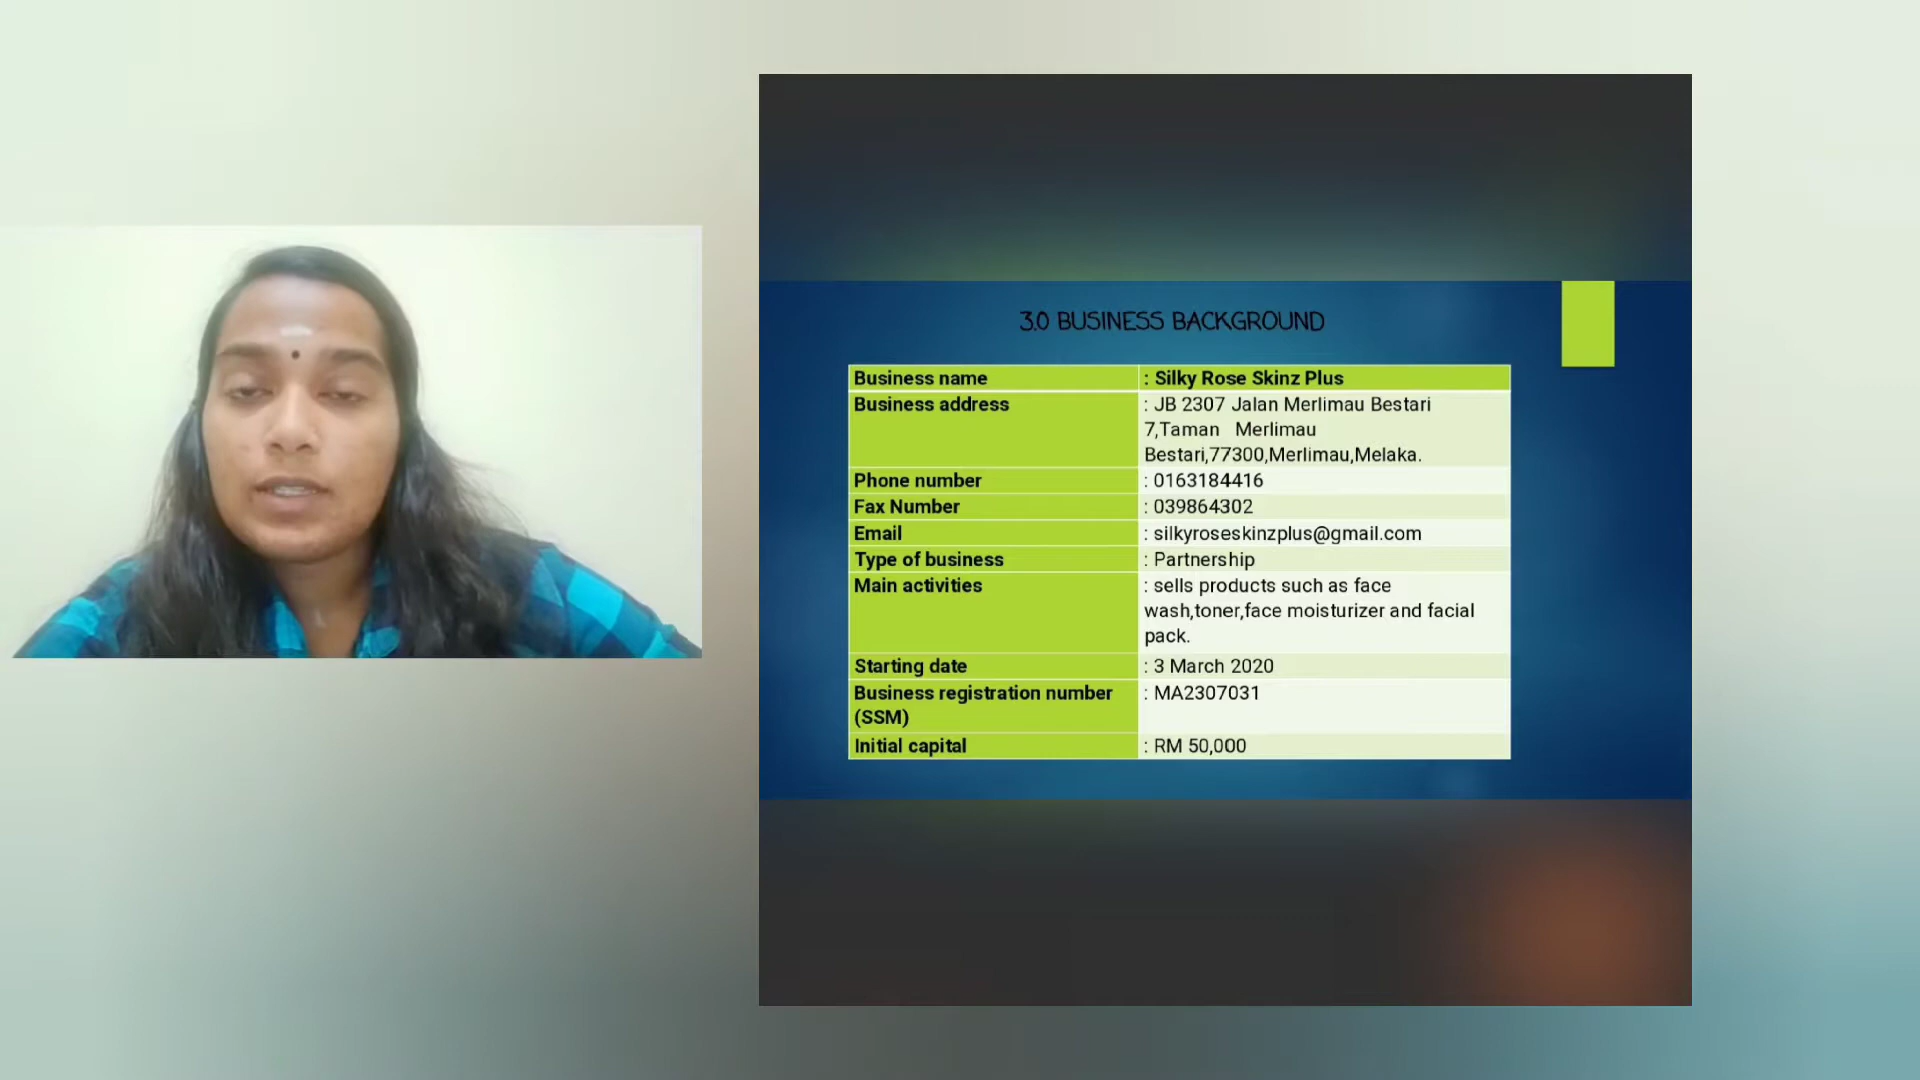 3.0 BUSINESS BACKGROUND
Business name : Silky Rose Skinz Plus
Business address : JB 2307 Jalan Merlimau Bestari
7,Taman Merlimau
Bestari,77300,Merlimau,Melaka.
Phone number : 0163184416
Fax Number : 039864302
Email : silkyroseskinzplus@gmail.com
Type of business : Partnership
Main activities : sells products such as face
wash,toner,face moisturizer and facial
pack.
Starting date : 3 March 2020
Business registration number : MA2307031
(SSM)
Initial capital : RM 50,000